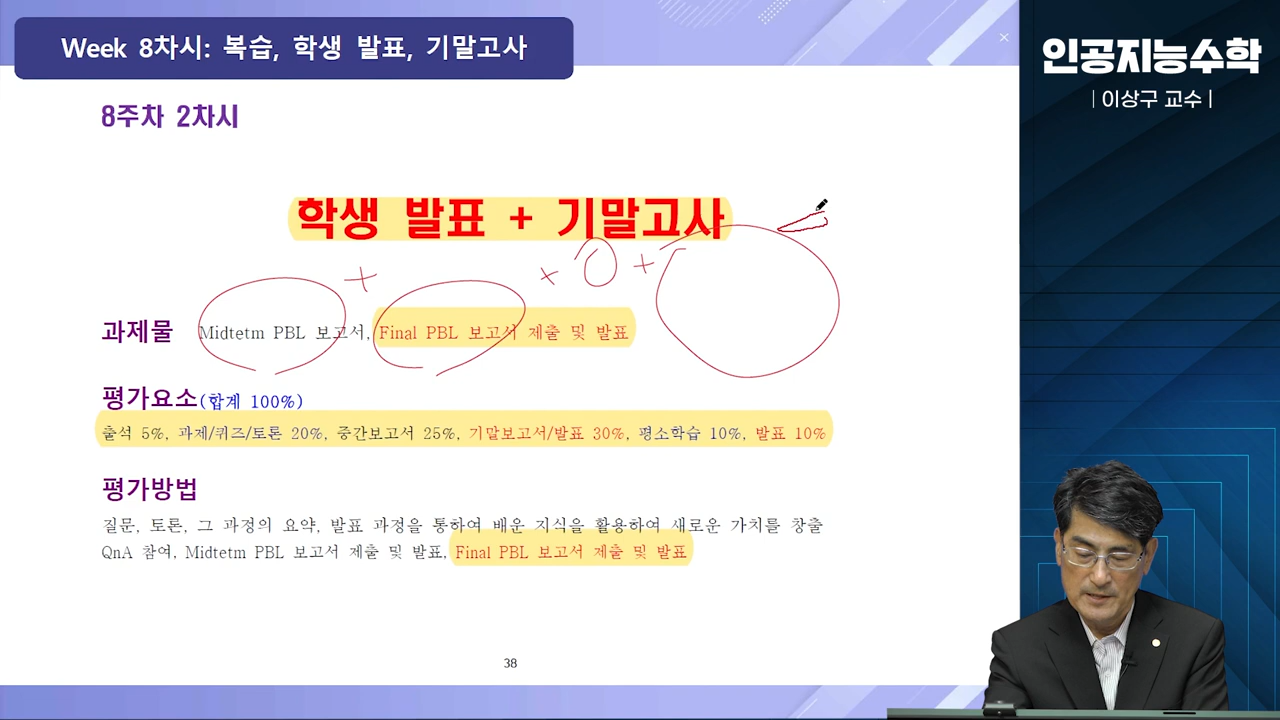 Week 8차시: 복습, 학생 발표, 기말고사
인공지능수학
| 이상구 교수 |
8주차 2차시
학생 발표 + 기말고사
+ + O +
과제물 Midtetm PBL 보고서, Final PBL 보고서 제출 및 발표
평가요소(합계 100%)
출석 5%, 과제/퀴즈/토론 20%, 중간보고서 25%, 기말보고서/발표 30%, 평소학습 10%, 발표 10%
평가방법
질문, 토론, 그 과정의 요약, 발표 과정을 통하여 배운 지식을 활용하여 새로운 가치를 창출
QnA 참여, Midtetm PBL 보고서 제출 및 발표, Final PBL 보고서 제출 및 발표
38